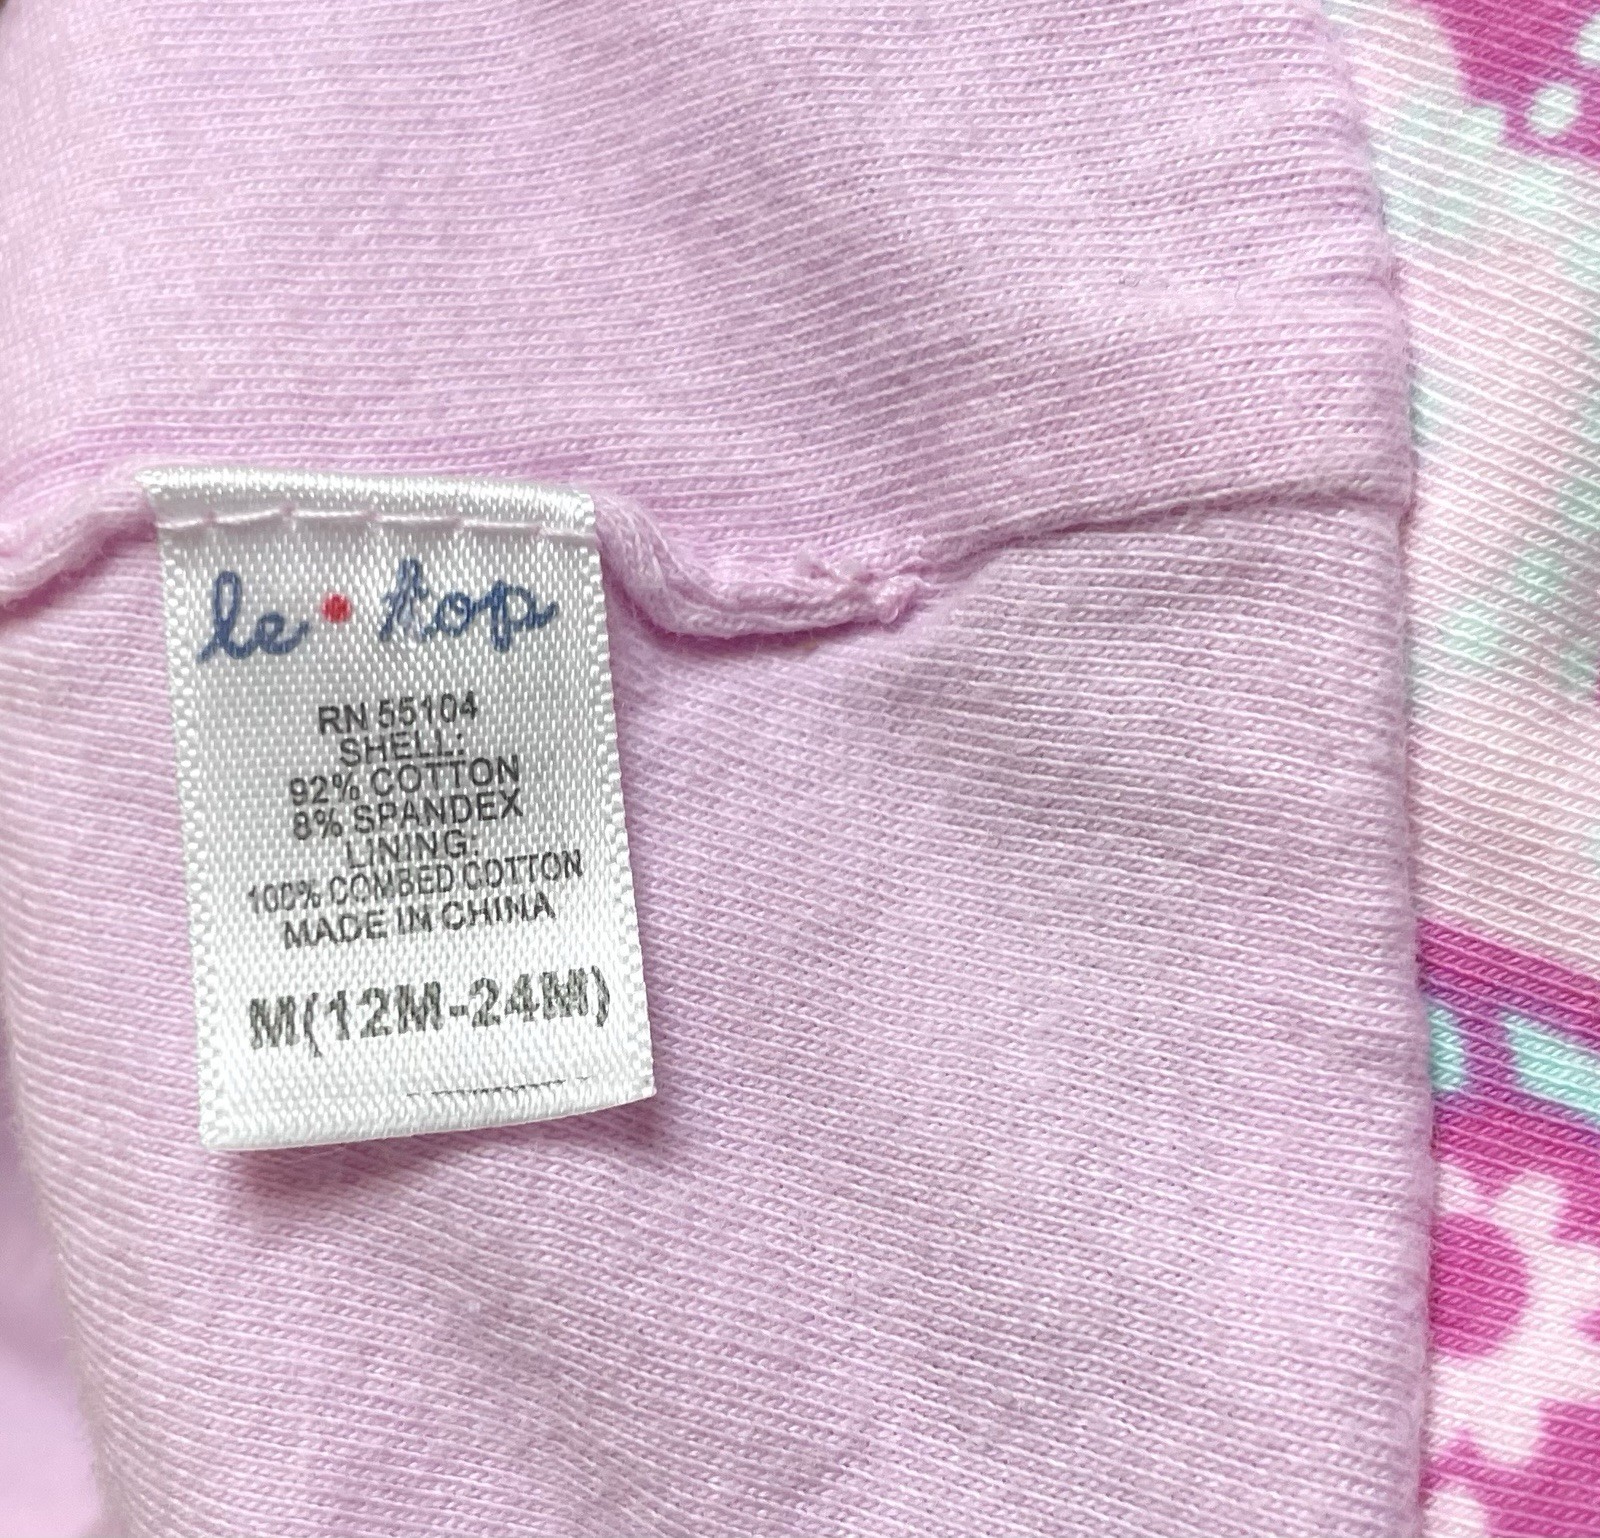 le • top
RN 55104
SHELL:
92% COTTON
8% SPANDEX
LINING:
100% COMBED COTTON
MADE IN CHINA
M(12M-24M)